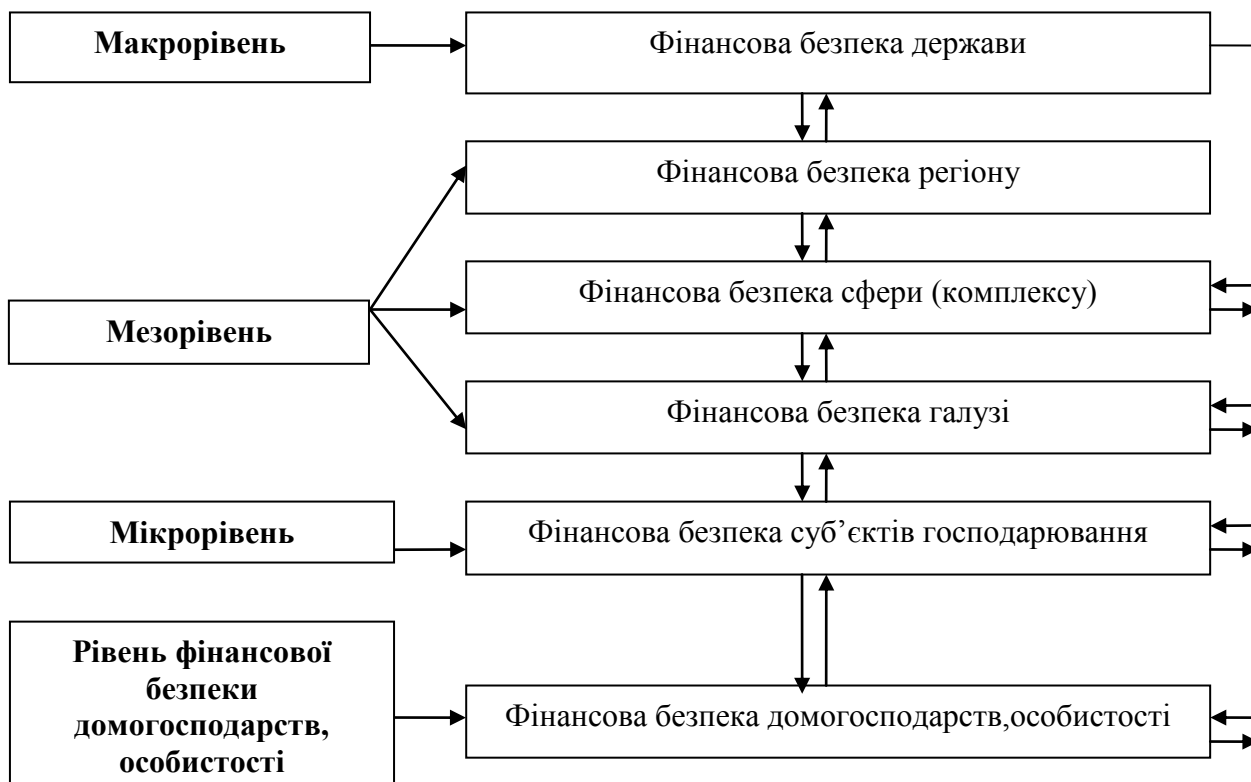 Макрорівень
Фінансова безпека держави
Фінансова безпека регіону
Фінансова безпека сфери (комплексу)
Мезорівень
Фінансова безпека галузі
Мікрорівень
Фінансова безпека суб’єктів господарювання
Рівень фінансової
безпеки
домогосподарств,
особистості
Фінансова безпека домогосподарств,особистості